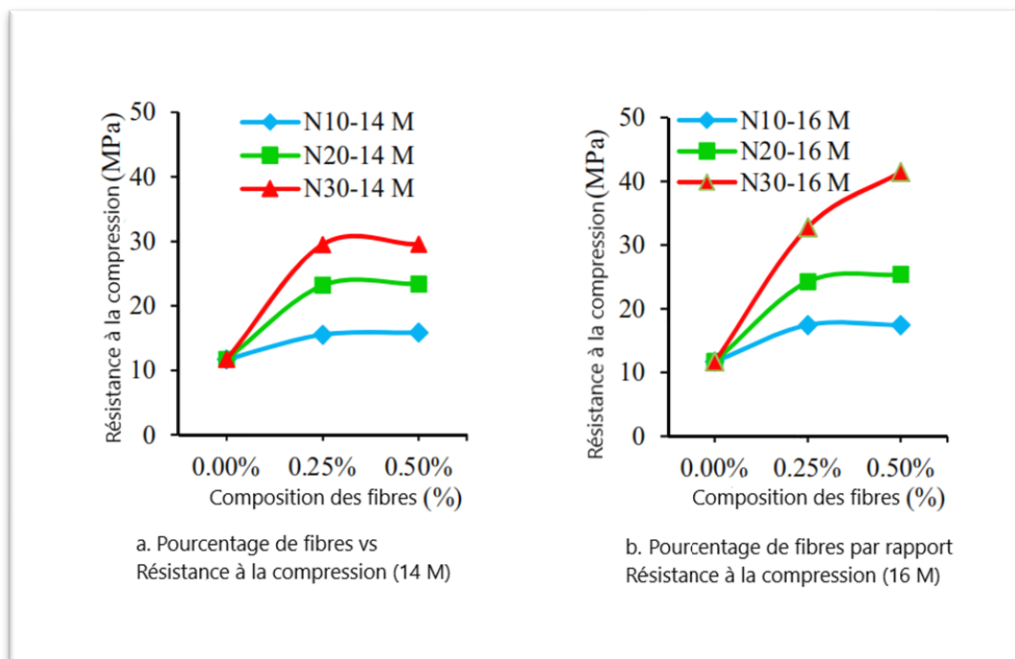 50
40
30
20
10
0
Résistance à la compression (MPa)
N10-14 M
N20-14 M
N30-14 M
0.00% 0.25% 0.50%
Composition des fibres (%)
a. Pourcentage de fibres vs
Résistance à la compression (14 M)
50
40
30
20
10
0
Résistance à la compression (MPa)
N10-16 M
N20-16 M
N30-16 M
0.00% 0.25% 0.50%
Composition des fibres (%)
b. Pourcentage de fibres par rapport
Résistance à la compression (16 M)